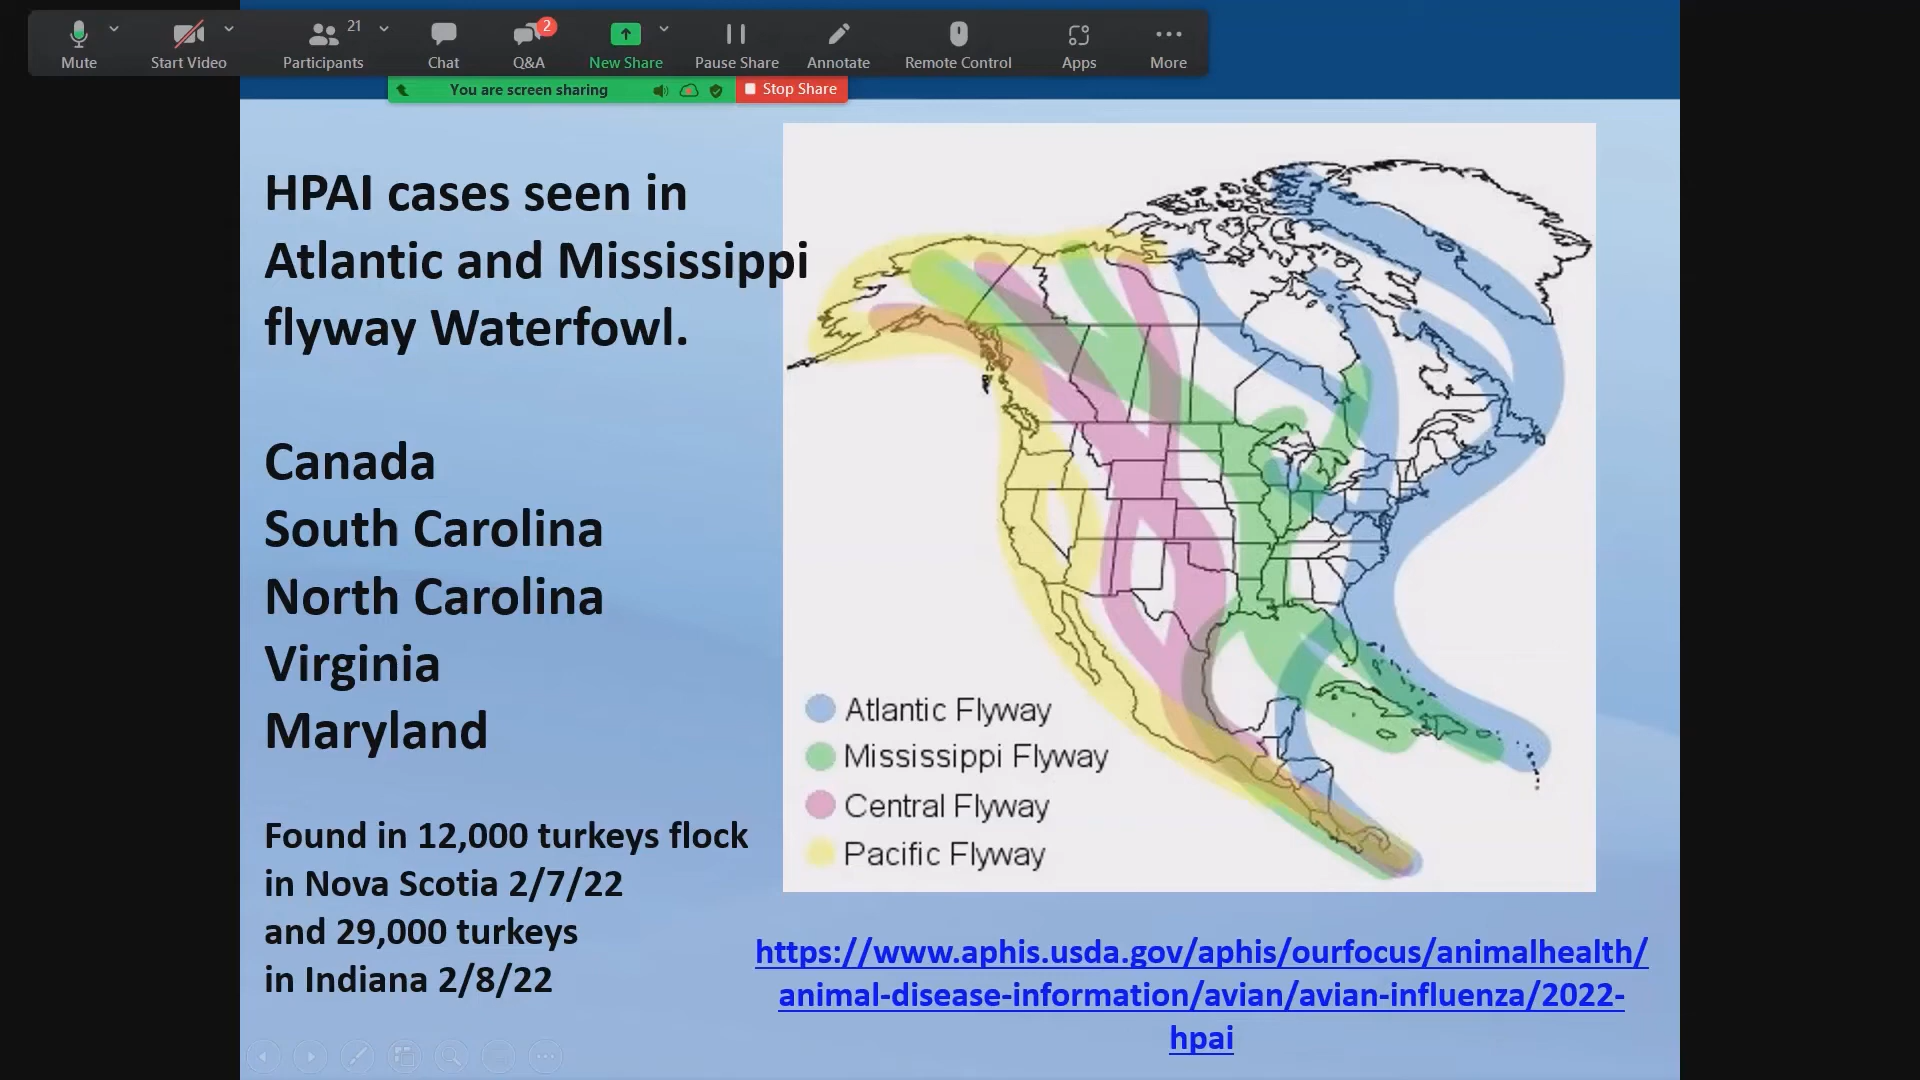 21
2
Mute
Start Video
Participants
Chat
Q&A
New Share
Pause Share
Annotate
Remote Control
Apps
More
You are screen sharing
Stop Share
HPAI cases seen in
Atlantic and Mississippi
flyway Waterfowl.
Canada
South Carolina
North Carolina
Virginia
Maryland
Found in 12,000 turkeys flock
in Nova Scotia 2/7/22
and 29,000 turkeys
in Indiana 2/8/22
Atlantic Flyway
Mississippi Flyway
Central Flyway
Pacific Flyway
https://www.aphis.usda.gov/aphis/ourfocus/animalhealth/
animal-disease-information/avian/avian-influenza/2022-
hpai